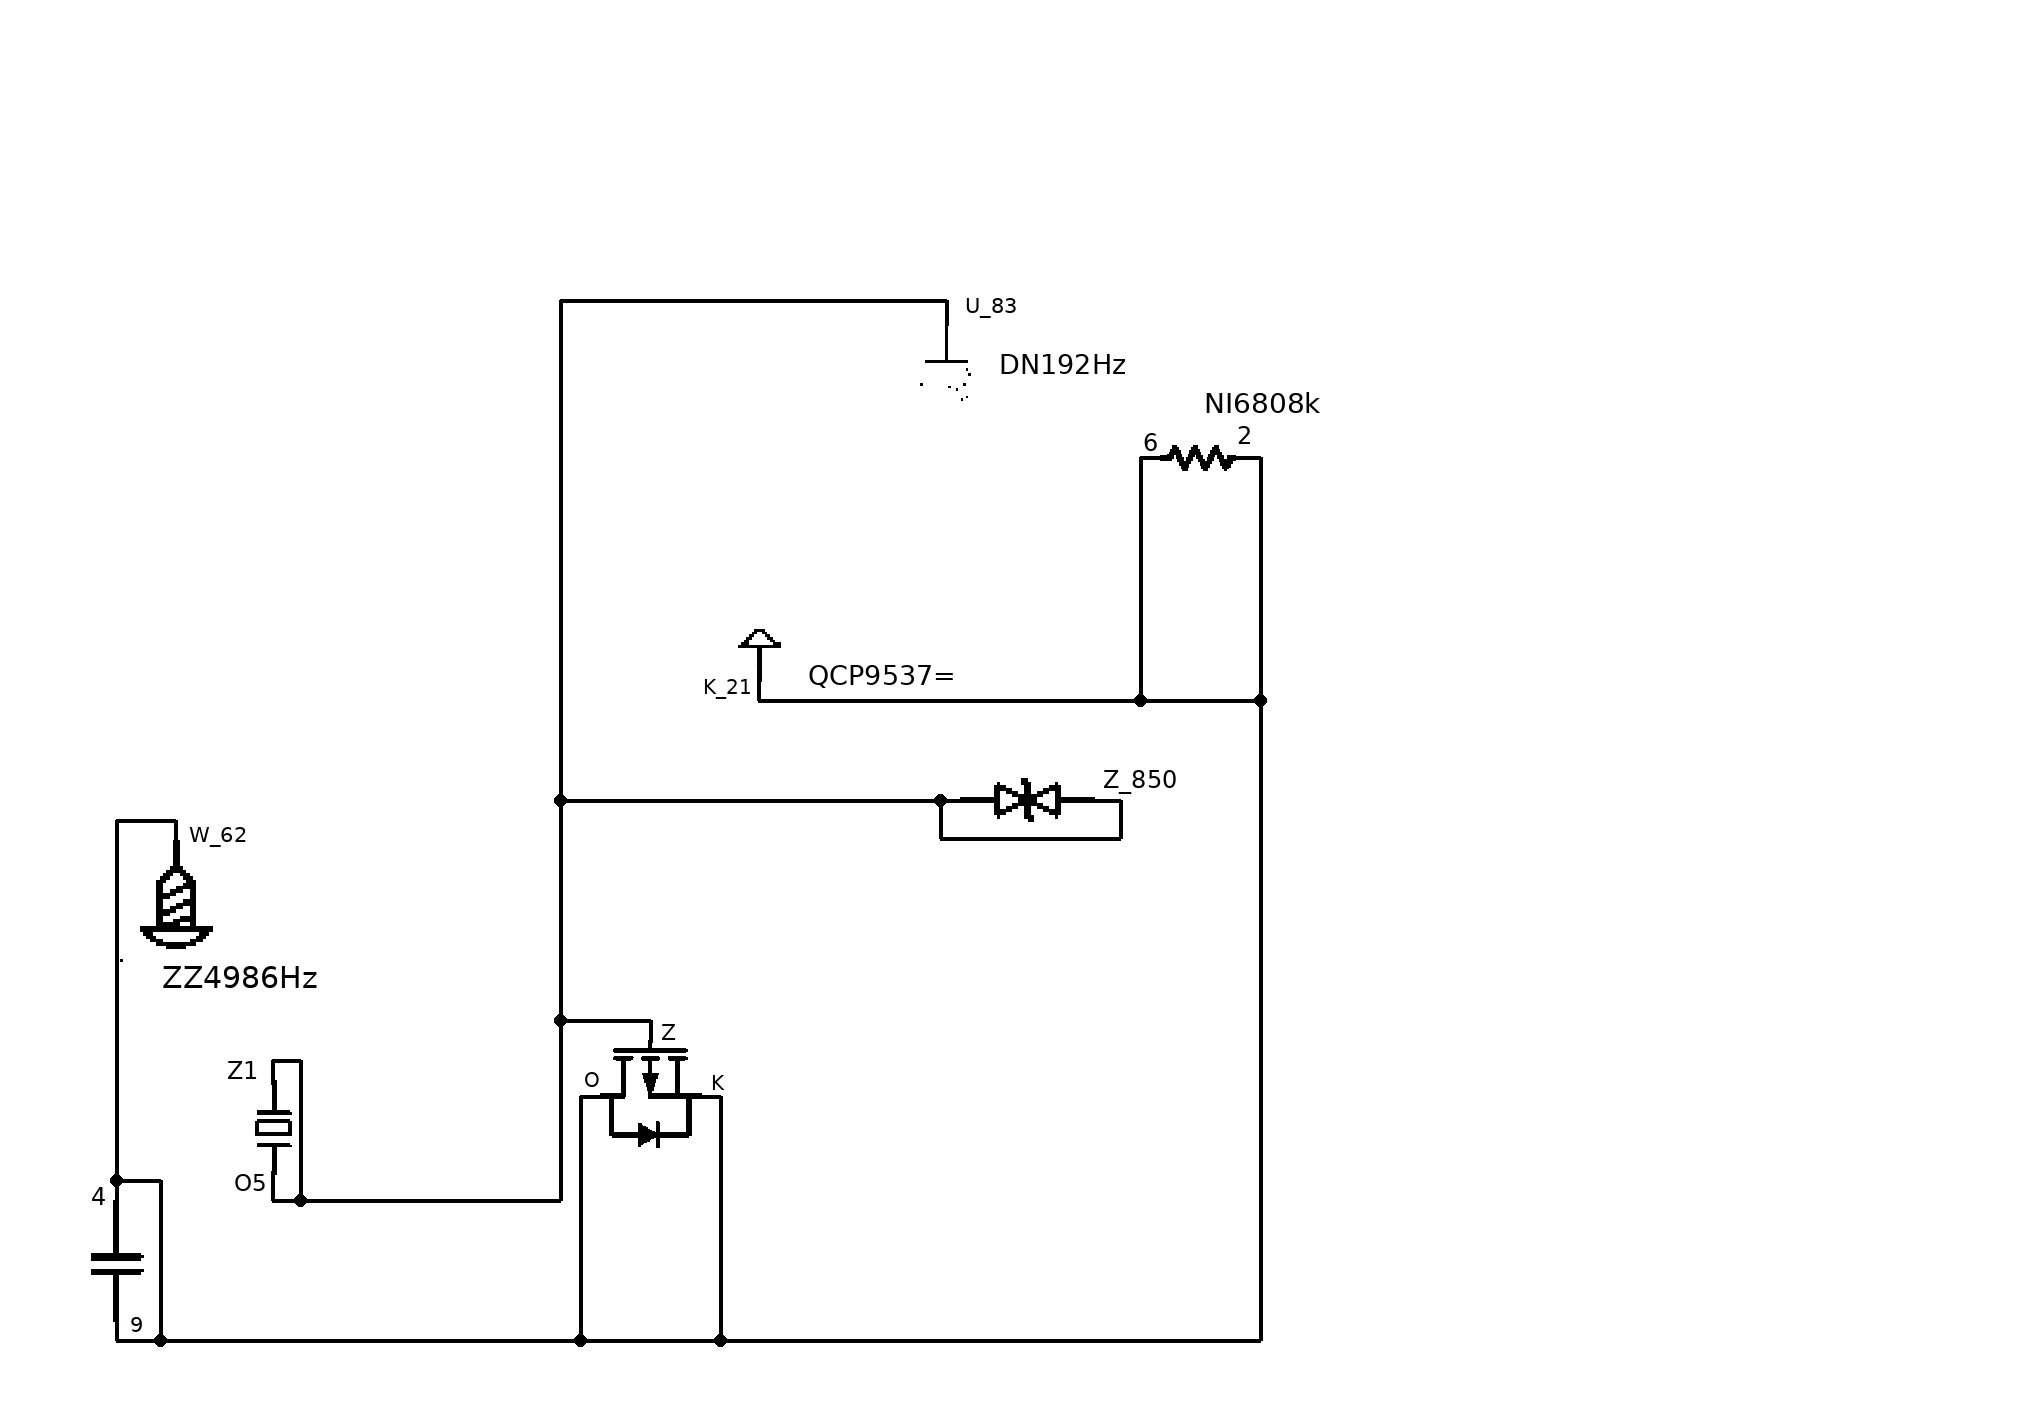 U_83
DN192Hz
NI6808k
6
2
QCP9537=
K_21
Z_850
W_62
ZZ4986Hz
Z
Z1
O
K
O5
4
9